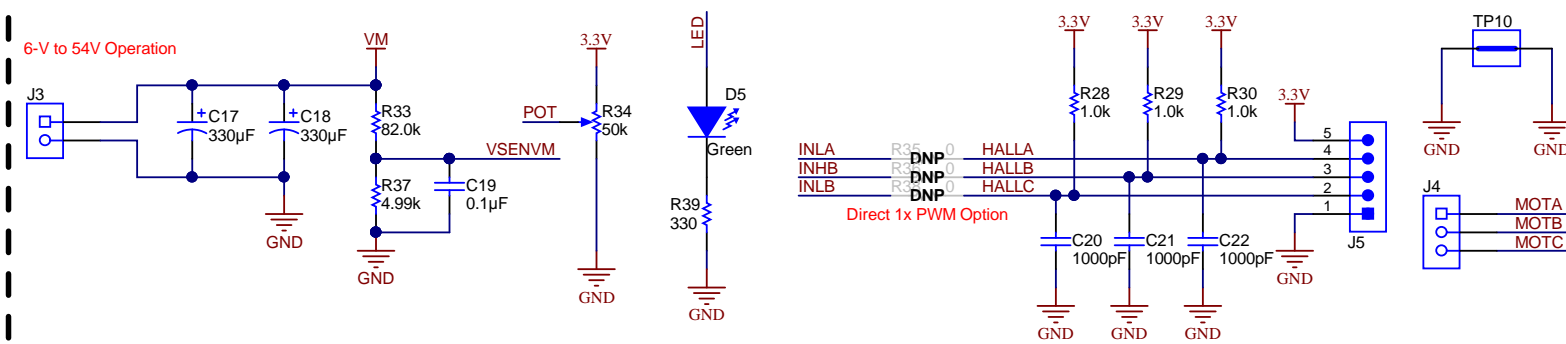 6-V to 54V Operation
J3
C17
330µF
C18
330µF
VM
R33
82.0k
VSENVM
R37
4.99k
C19
0.1µF
GND
GND
3.3V
POT
R34
50k
GND
LED
D5
Green
R39
330
GND
3.3V
3.3V
3.3V
R28
1.0k
R29
1.0k
R30
1.0k
3.3V
INLA
R35
DNP
0
HALLA
INHB
DNP
0
HALLB
INLB
R38
DNP
0
HALLC
Direct 1x PWM Option
C20
1000pF
C21
1000pF
C22
1000pF
GND
GND
GND
GND
5
4
3
2
1
J5
TP10
GND
GND
J4
MOTA
MOTB
MOTC